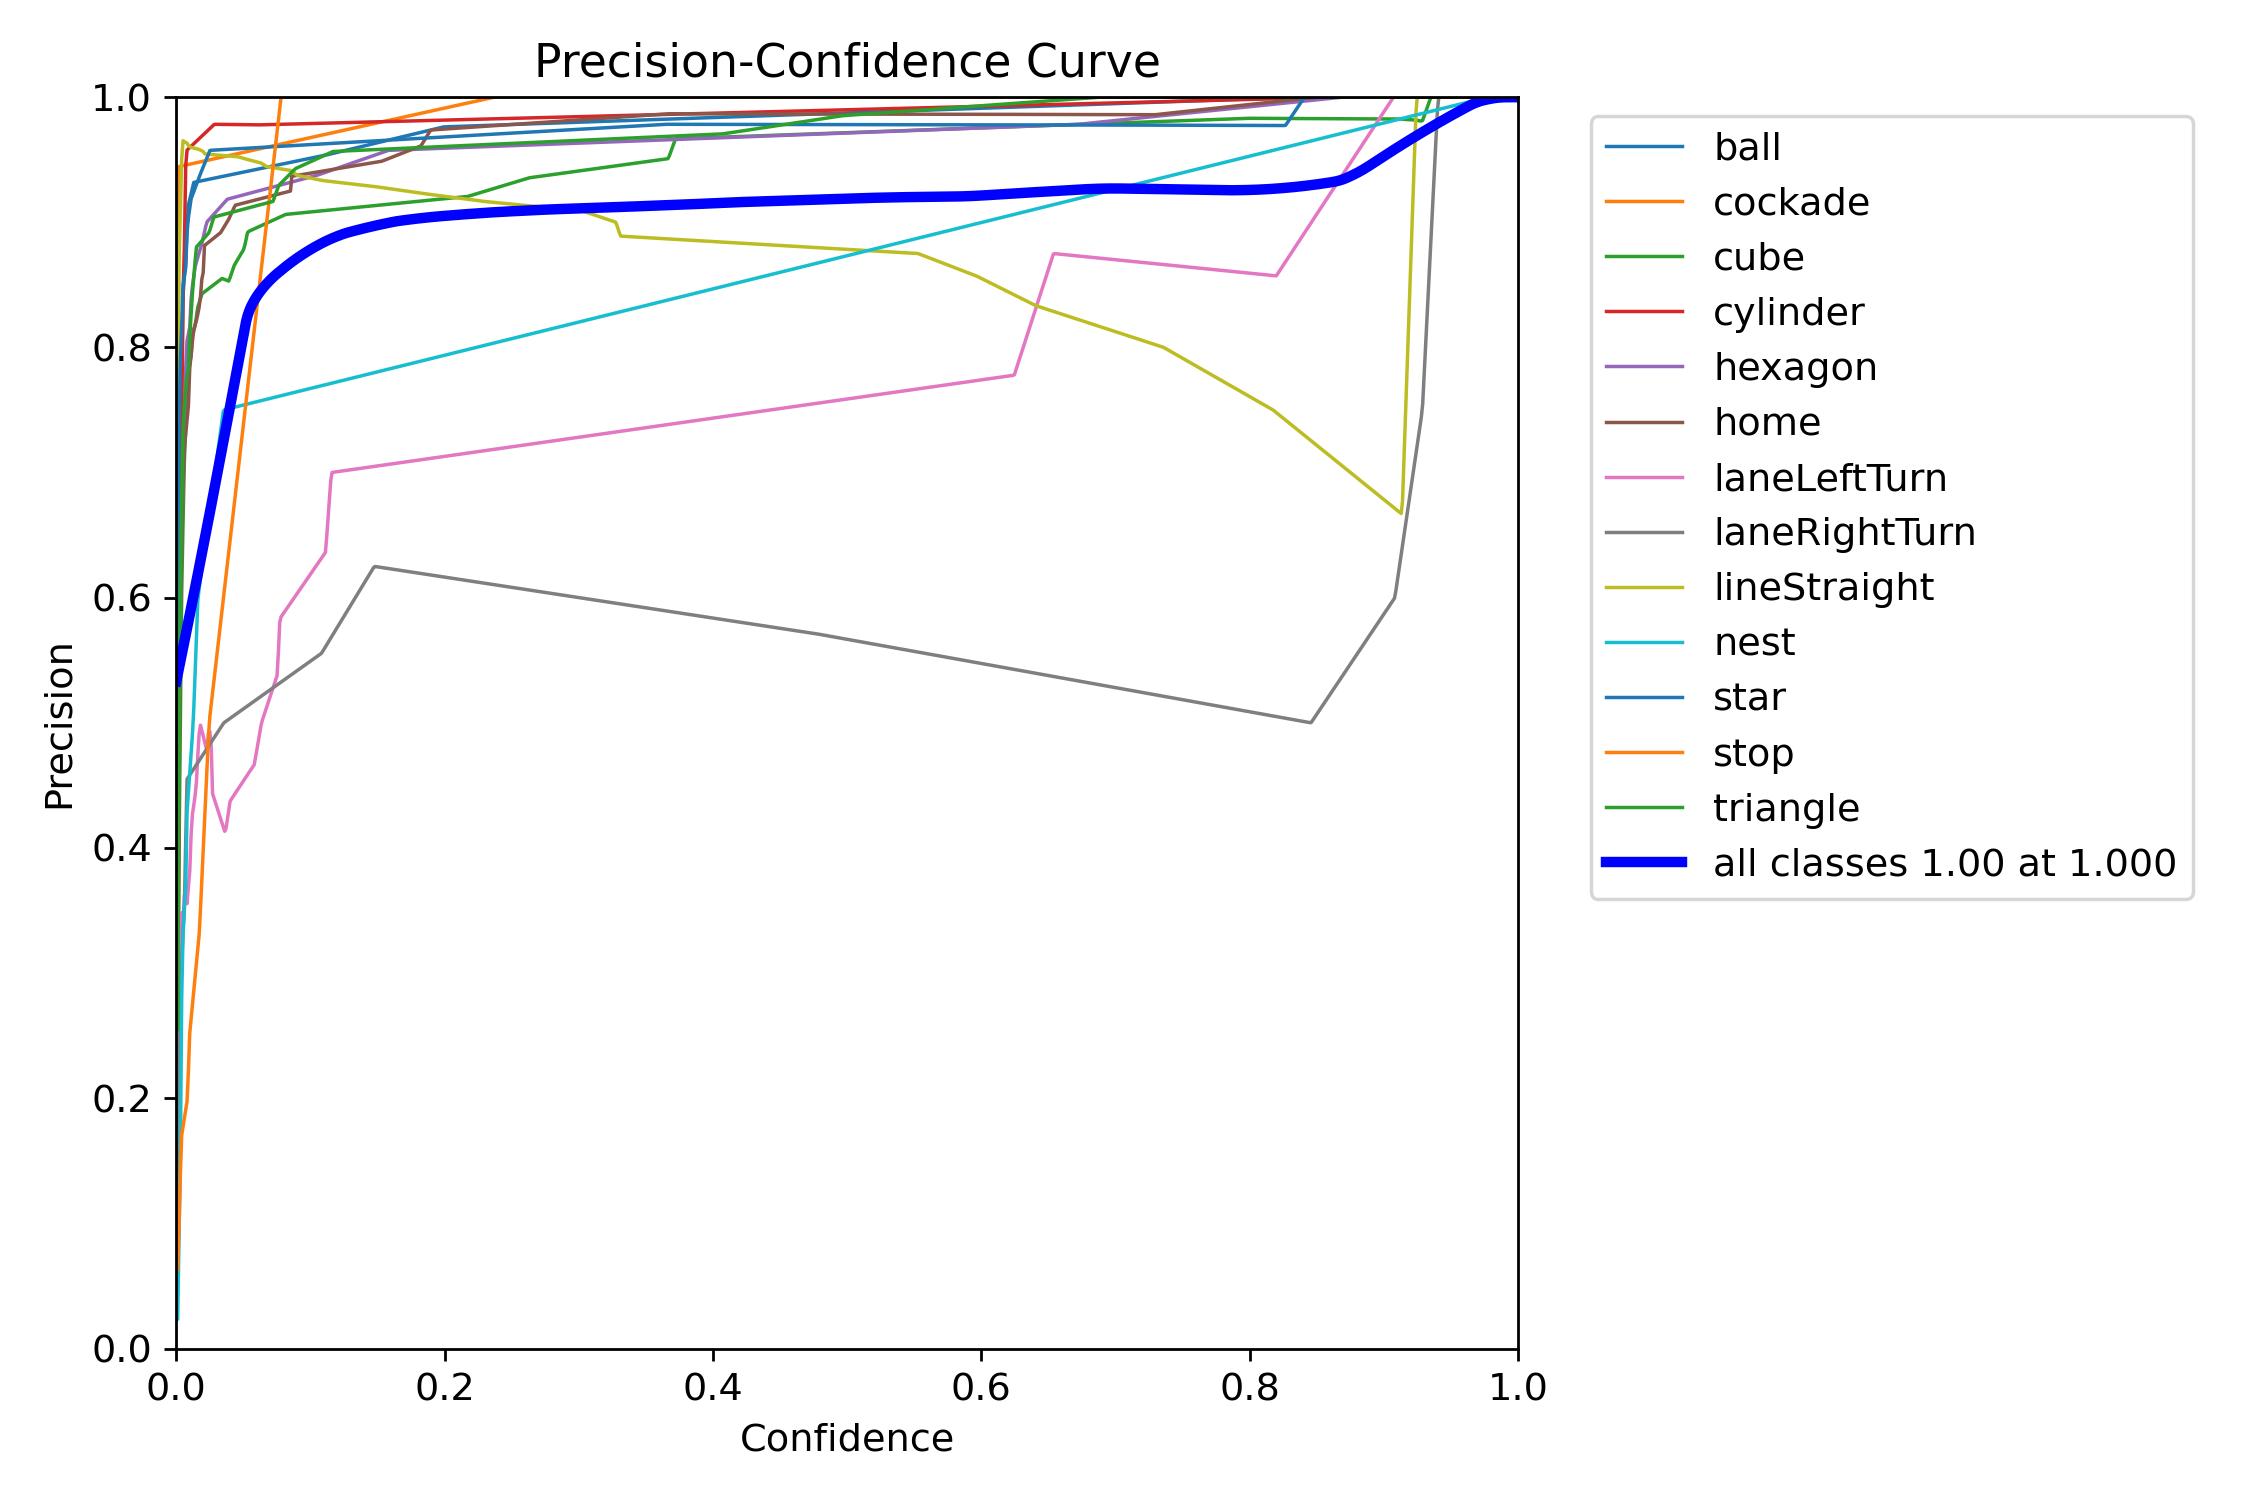 Precision-Confidence Curve
1.0
0.8
0.6
0.4
0.2
0.0
Precision
0.0 0.2 0.4 0.6 0.8 1.0
Confidence
ball
cockade
cube
cylinder
hexagon
home
laneLeftTurn
laneRightTurn
lineStraight
nest
star
stop
triangle
all classes 1.00 at 1.000